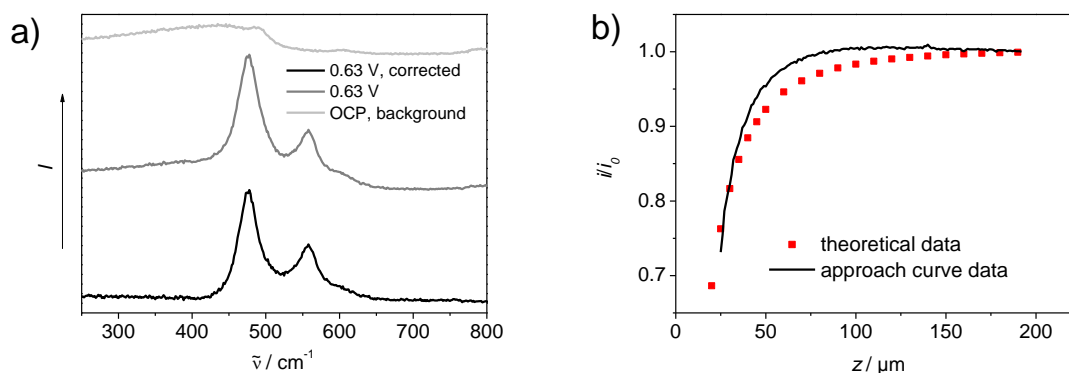 a)
0.63 V, corrected
0.63 V
OCP, background
I
300 400 500 600 700 800
ṽ / cm⁻¹
b)
1.0
0.9
0.8
0.7
i/i₀
theoretical data
approach curve data
0 50 100 150 200
z / µm